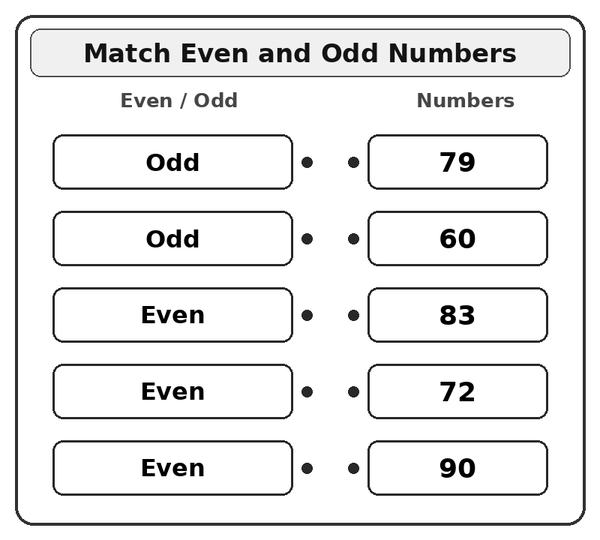 Match Even and Odd Numbers
Even / Odd Numbers
Odd 79
Odd 60
Even 83
Even 72
Even 90